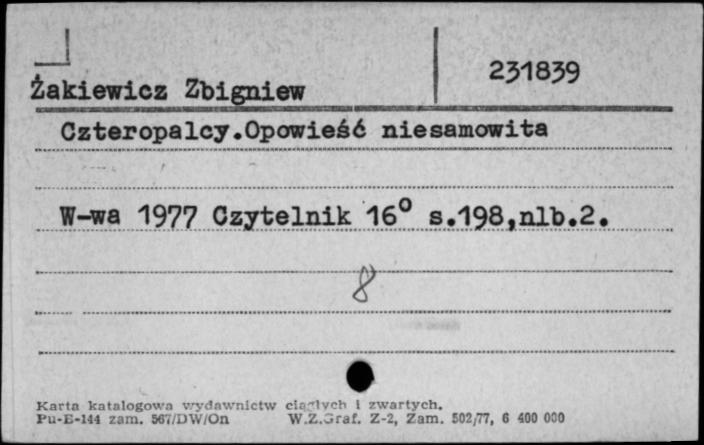 231839
Żakiewicz Zbigniew
Czteropalcy.Opowieść niesamowita
W-wa 1977 Czytelnik 16° s.198,nlb.2.
8
Karta katalogowa wydawnictw ciągłych i zwartych.
Pu-E-144 zam. 567/DW/On W.Z.Graf. Z-2, Zam. 502/77, 6 400 000